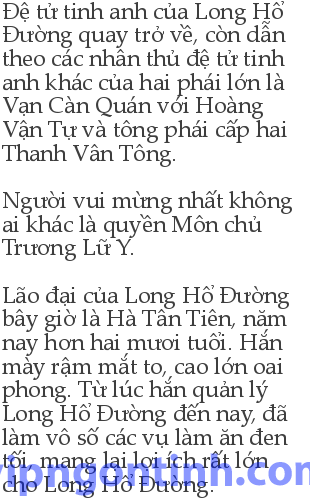 Đệ tử tinh anh của Long Hổ
Đường quay trở về, còn dẫn
theo các nhân thủ đệ tử tinh
anh khác của hai phái lớn là
Vạn Càn Quán với Hoàng
Vận Tự và tông phái cấp hai
Thanh Vân Tông.
Người vui mừng nhất không
ai khác là quyền Môn chủ
Trương Lữ Y.
Lão đại của Long Hổ Đường
bây giờ là Hà Tân Tiên, năm
nay hơn hai mươi tuổi. Hắn
mày rậm mắt to, cao lớn oai
phong. Từ lúc hắn quản lý
Long Hổ Đường đến nay, đã
làm vô số các vụ làm ăn đen
tối, mang lại lợi ích rất lớn
cho Long Hổ Đường.
vipngontinh.com